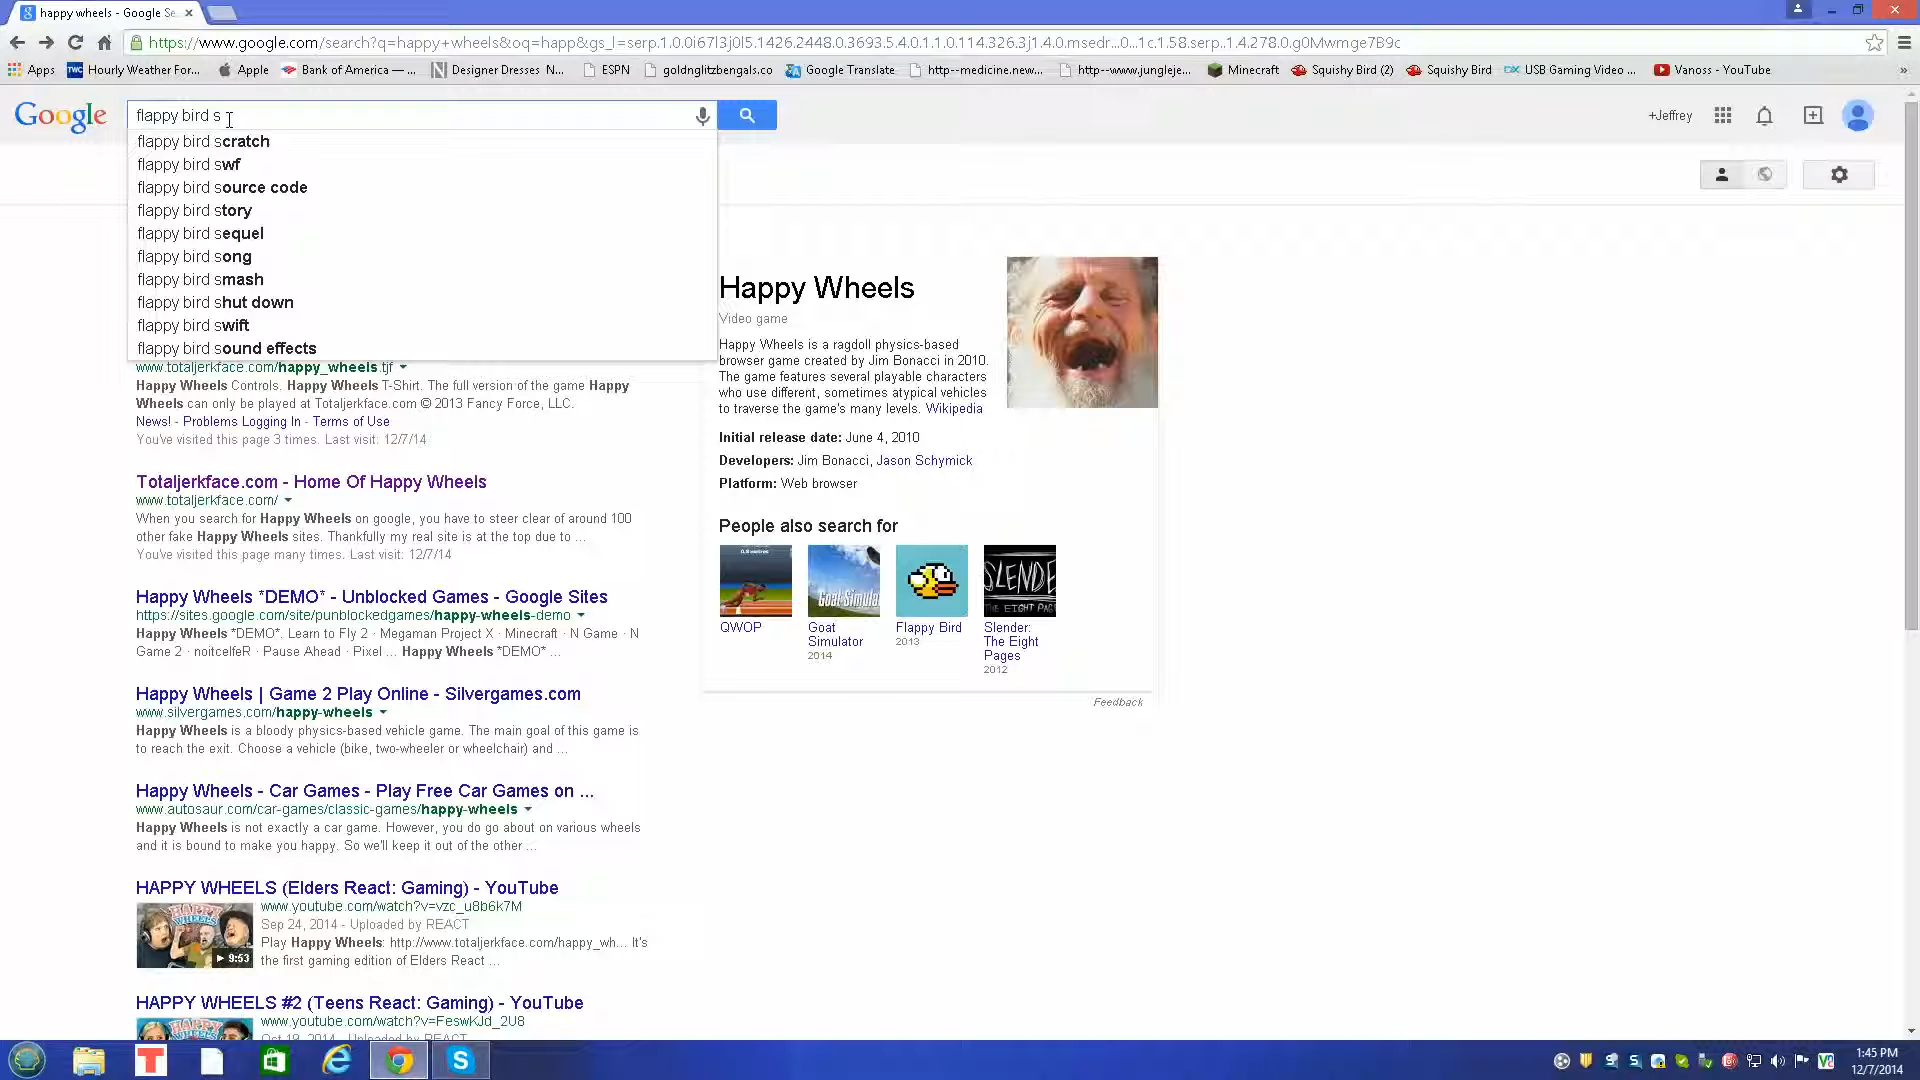 happy wheels - Google Se
https://www.google.com/search?q=happy+wheels&oq=happ&gs_l=serp.1.0.0i67l3j0l5.1426.2448.0.3693.5.4.0.1.1.0.114.326.3j1.4.0.msedr...0...1c.1.58.serp..1.4.278.0.g0Mwmge7B9c
Apps Hourly Weather For... Apple Bank of America — ... Designer Dresses N... ESPN goldnglitzbengals.co Google Translate http--medicine.new... http--www.jungleje... Minecraft Squishy Bird (2) Squishy Bird USB Gaming Video ... Vanoss - YouTube »
Google flappy bird s +Jeffrey
flappy bird scratch
flappy bird swf
flappy bird source code
flappy bird story
flappy bird sequel
flappy bird song
flappy bird smash
flappy bird shut down
flappy bird swift
flappy bird sound effects
www.totaljerkface.com/happy_wheels.tjf
Happy Wheels Controls. Happy Wheels T-Shirt. The full version of the game Happy
Wheels can only be played at Totaljerkface.com © 2013 Fancy Force, LLC.
News! - Problems Logging In - Terms of Use
You've visited this page 3 times. Last visit: 12/7/14
Totaljerkface.com - Home Of Happy Wheels
www.totaljerkface.com/
When you search for Happy Wheels on google, you have to steer clear of around 100
other fake Happy Wheels sites. Thankfully my real site is at the top due to ...
You've visited this page many times. Last visit: 12/7/14
Happy Wheels *DEMO* - Unblocked Games - Google Sites
https://sites.google.com/site/punblockedgames/happy-wheels-demo
Happy Wheels *DEMO*. Learn to Fly 2 · Megaman Project X · Minecraft · N Game · N
Game 2 · noitcelfeR · Pause Ahead · Pixel ... Happy Wheels *DEMO* ...
Happy Wheels | Game 2 Play Online - Silvergames.com
www.silvergames.com/happy-wheels
Happy Wheels is a bloody physics-based vehicle game. The main goal of this game is
to reach the exit. Choose a vehicle (bike, two-wheeler or wheelchair) and ...
Happy Wheels - Car Games - Play Free Car Games on ...
www.autosaur.com/car-games/classic-games/happy-wheels
Happy Wheels is not exactly a car game. However, you do go about on various wheels
and it is bound to make you happy. So we'll keep it out of the other ...
HAPPY WHEELS (Elders React: Gaming) - YouTube
www.youtube.com/watch?v=vzc_u8b6k7M
Sep 24, 2014 - Uploaded by REACT
Play Happy Wheels: http://www.totaljerkface.com/happy_wh... It's
the first gaming edition of Elders React ...
HAPPY WHEELS
9:53
HAPPY WHEELS #2 (Teens React: Gaming) - YouTube
www.youtube.com/watch?v=FeswKJd_2U8
Oct 19, 2014 - Uploaded by REACT
HAPPY
Happy Wheels
Video game
Happy Wheels is a ragdoll physics-based
browser game created by Jim Bonacci in 2010.
The game features several playable characters
who use different, sometimes atypical vehicles
to traverse the game's many levels. Wikipedia
Initial release date: June 4, 2010
Developers: Jim Bonacci, Jason Schymick
Platform: Web browser
People also search for
Goat Simula
SLENDE
THE EIGHT PAG
QWOP
Goat
Simulator
2014
Flappy Bird
2013
Slender:
The Eight
Pages
2012
Feedback
1:45 PM
12/7/2014